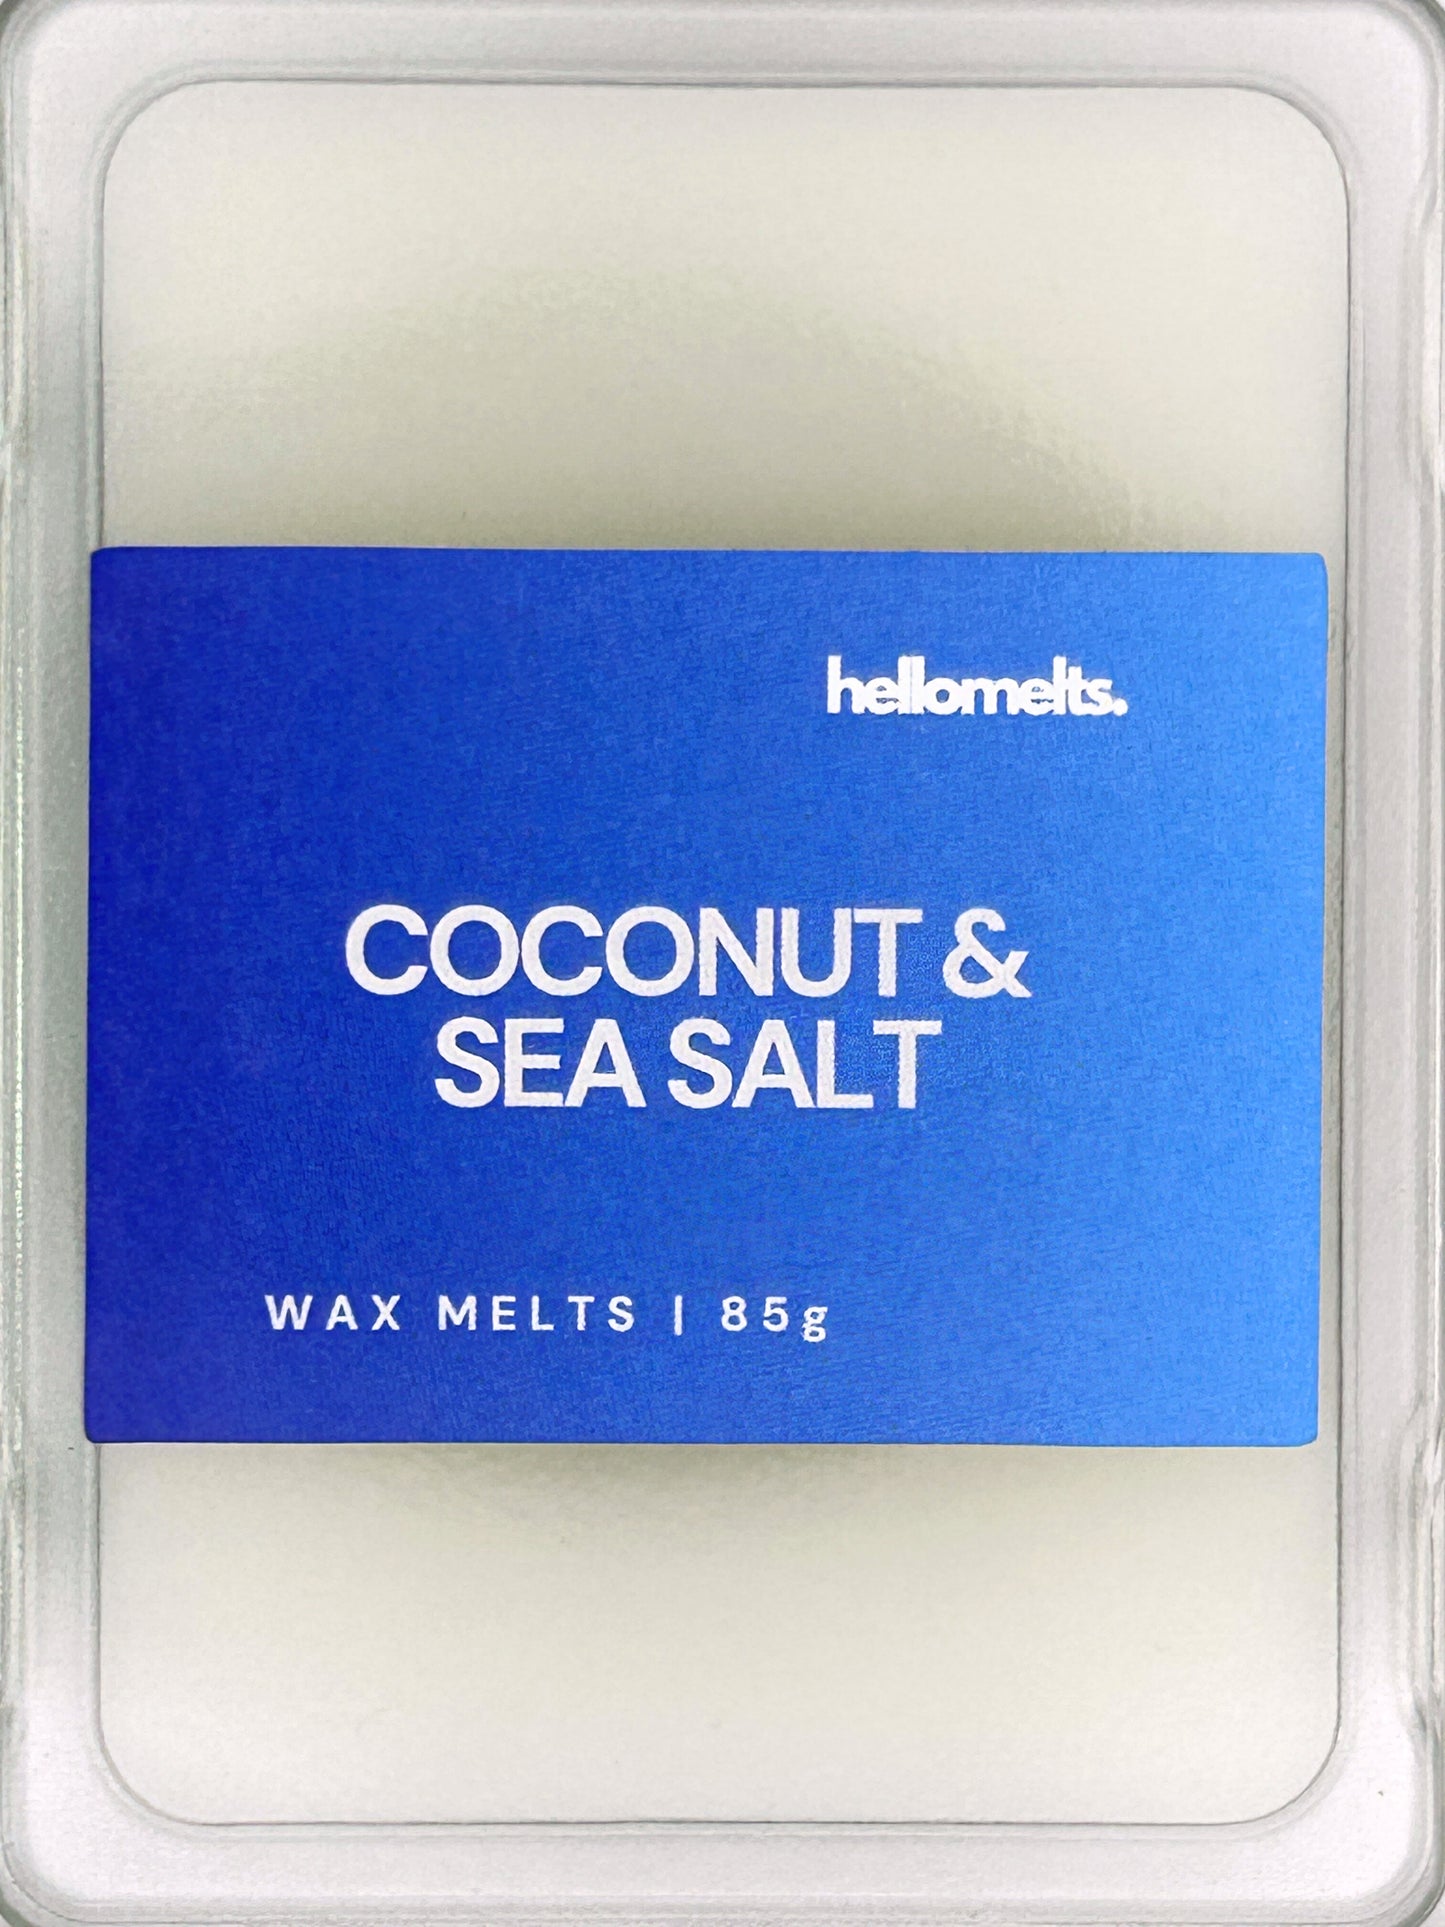 hellomelts.
COCONUT &
SEA SALT
WAX MELTS | 85g